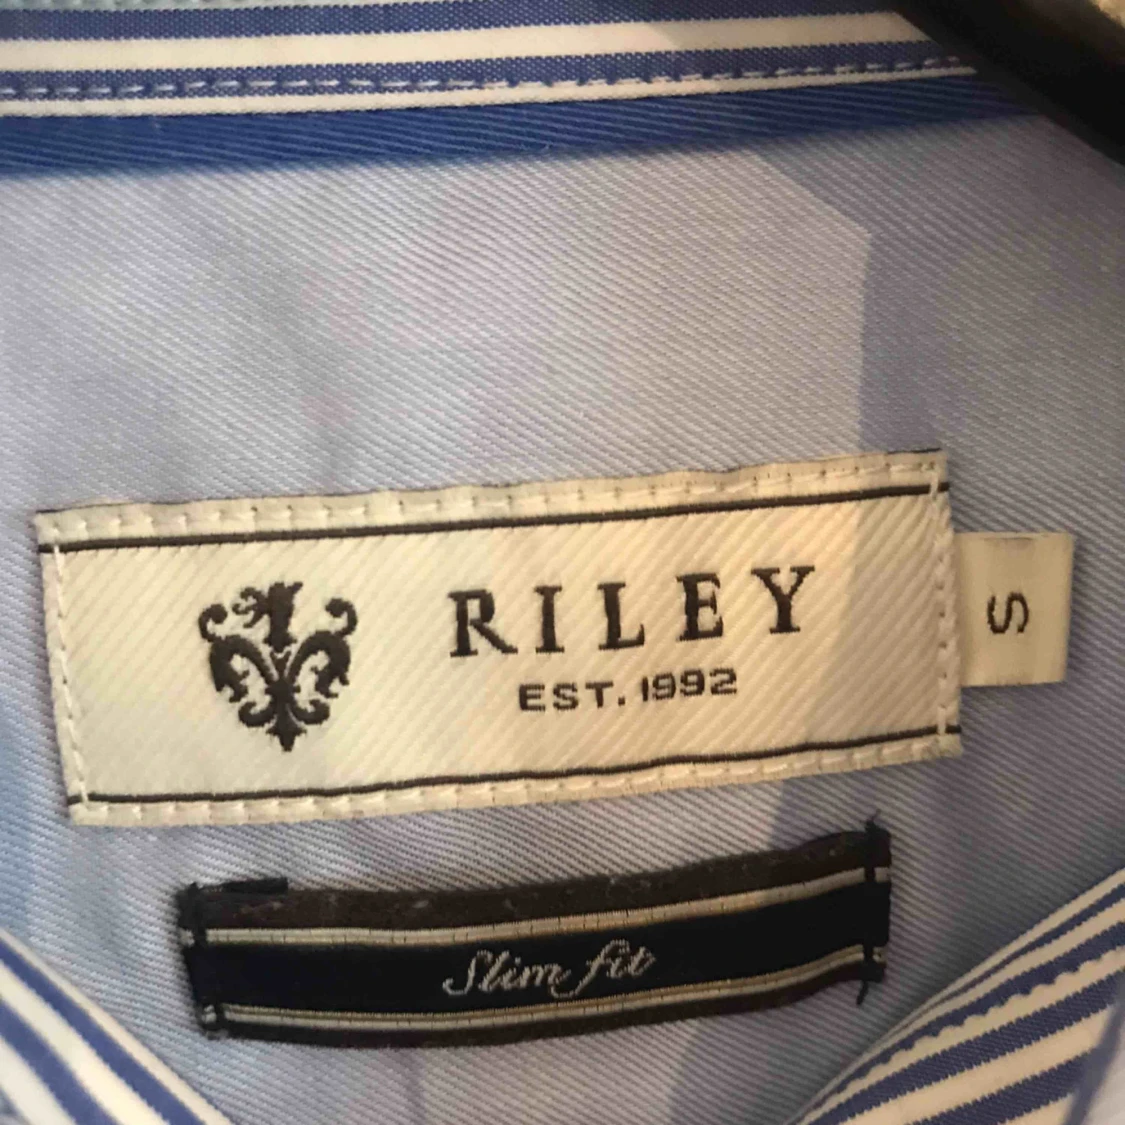 RILEY
EST. 1992
S
Slim fit